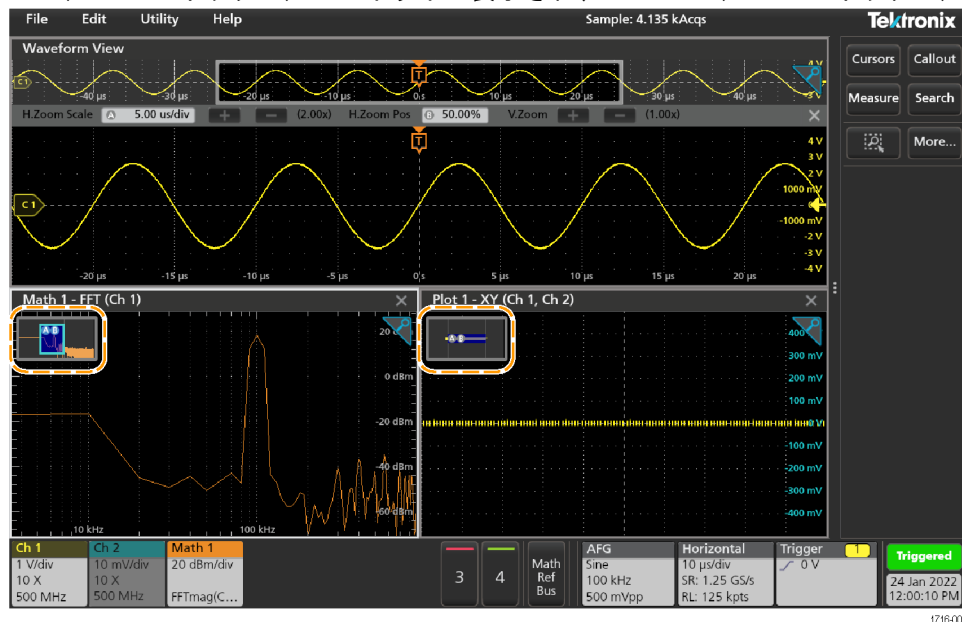 File Edit Utility Help Sample: 4.135 kAcqs Tektronix
Waveform View
Cursors Callout
Measure Search
More...
C1
-40 µs -30 µs -20 µs -10 µs 0 s 10 µs 20 µs 30 µs 40 µs
4 V
-3 V
T
H.Zoom Scale A 5.00 us/div + - (2.00x) H.Zoom Pos B 50.00% V.Zoom + - (1.00x)
T
4 V
3 V
2 V
1000 mV
C 1
-1000 mV
-2 V
-3 V
-4 V
-20 µs -15 µs -10 µs -5 µs 0 s 5 µs 10 µs 15 µs 20 µs
Math 1 - FFT (Ch 1)
A B
20
0 dBm
-20 dBm
-40 dBm
10 kHz 100 kHz
Plot 1 - XY (Ch 1, Ch 2)
A B
400
300 mV
200 mV
100 mV
-100 mV
-200 mV
-300 mV
-400 mV
Ch 1
1 V/div
10 X
500 MHz
Ch 2
10 mV/div
10 X
500 MHz
Math 1
20 dBm/div
FFTmag(C...
3
4
Math
Ref
Bus
AFG
Sine
100 kHz
500 mVpp
Horizontal
10 µs/div
SR: 1.25 GS/s
RL: 125 kpts
Trigger 1
0 V
Triggered
24 Jan 2022
12:00:10 PM